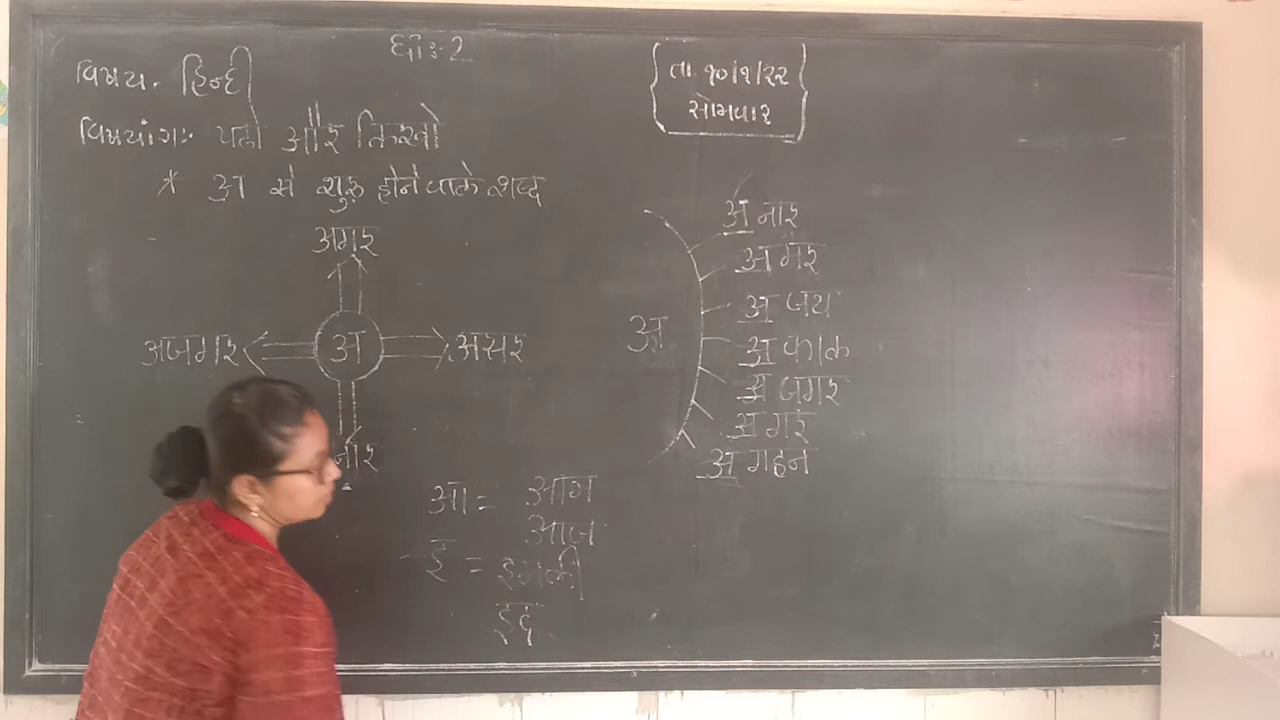 ધો:-2
વિષય- हिन्दी
તા.૧૦/૧/૨૨
સોમવાર
વિષયાંગ:- पढो और लिखो
* अ से शुरु होने वाले शब्द
अमर
अजगर
अ
असर
अ
अनार
अमर
अजय
अकाल
अजगर
अगर
अगहन
आ = आग
आज
इ = इमली